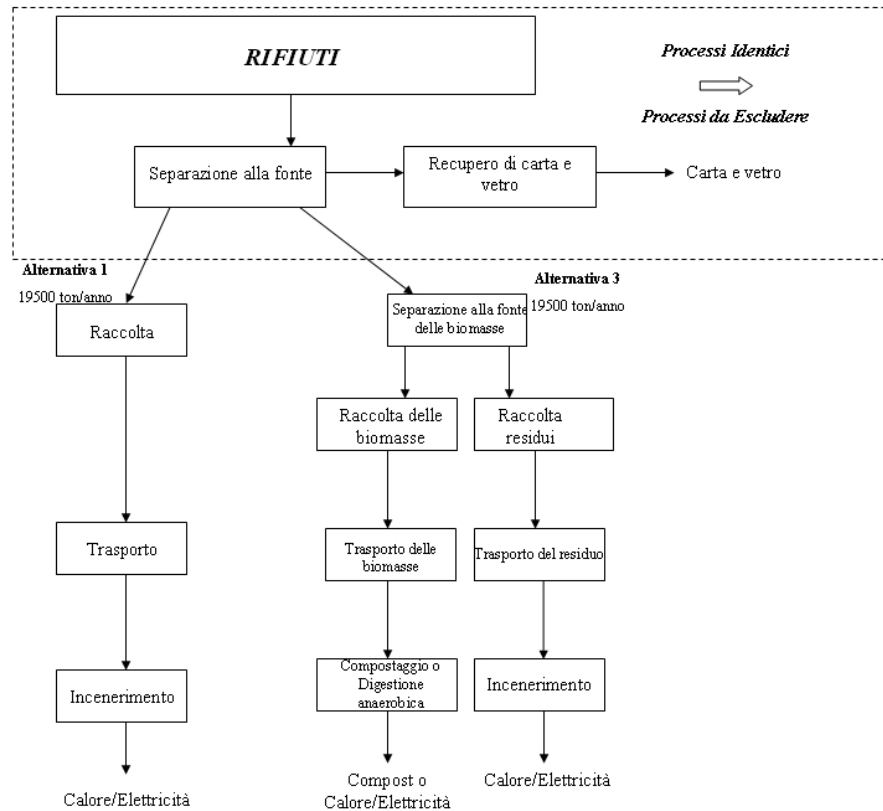 RIFIUTI
Processi Identici
Processi da Escludere
Separazione alla fonte
Recupero di carta e
vetro
Carta e vetro
Alternativa 1
19500 ton/anno
Raccolta
Alternativa 3
19500 ton/anno
Separazione alla fonte
delle biomasse
Raccolta delle
biomasse
Raccolta
residui
Trasporto
Trasporto delle
biomasse
Trasporto del residuo
Incenerimento
Compostaggio o
Digestione
anaerobica
Incenerimento
Calore/Elettricità
Compost o
Calore/Elettricità
Calore/Elettricità